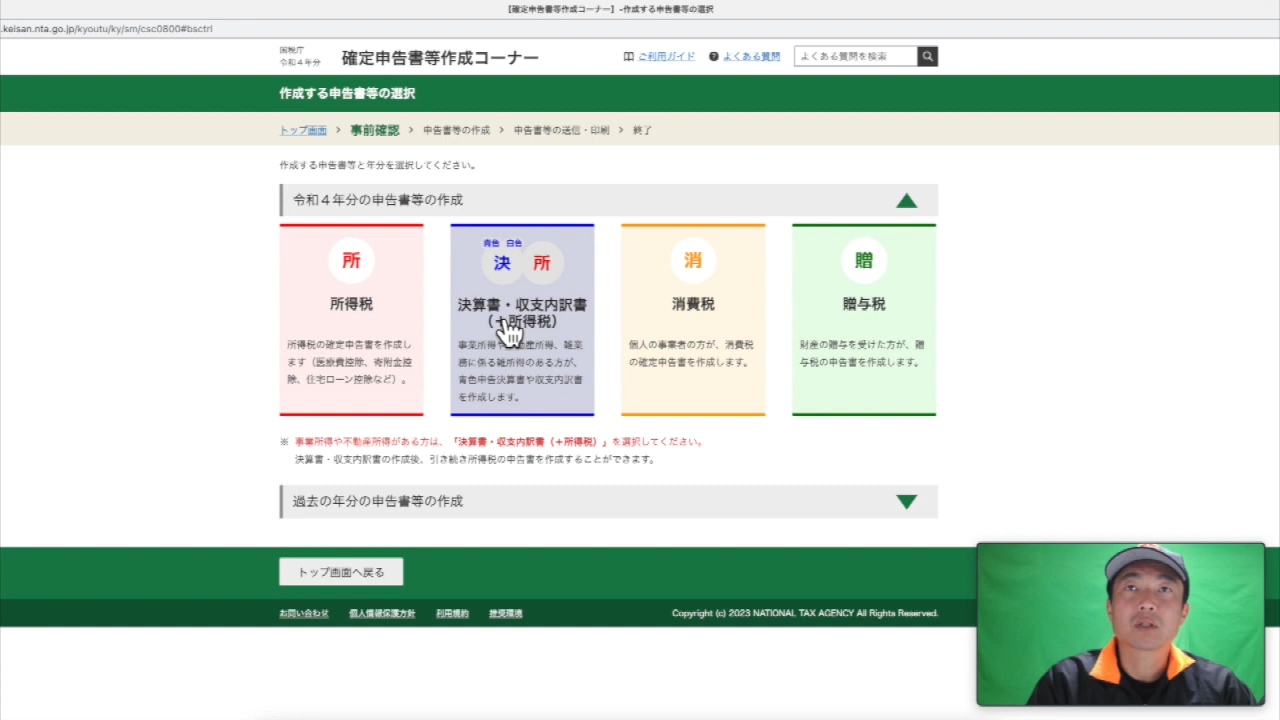 【確定申告書等作成コーナー】-作成する申告書等の選択
.keisan.nta.go.jp/kyoutu/ky/sm/csc0800#bsctrl
国税庁
令和４年分
確定申告書等作成コーナー
ご利用ガイド
よくある質問
よくある質問を検索
作成する申告書等の選択
トップ画面 > 事前確認 > 申告書等の作成 > 申告書等の送信・印刷 > 終了
作成する申告書等と年分を選択してください。
令和４年分の申告書等の作成
所
所得税
所得税の確定申告書を作成し
ます（医療費控除、寄附金控
除、住宅ローン控除など）。
青色 白色
決 所
決算書・収支内訳書
（＋所得税）
事業所得や不動産所得、雑業
務に係る雑所得のある方が、
青色申告決算書や収支内訳書
を作成します。
消
消費税
個人の事業者の方が、消費税
の確定申告書を作成します。
贈
贈与税
財産の贈与を受けた方が、贈
与税の申告書を作成します。
※ 事業所得や不動産所得がある方は、「決算書・収支内訳書（＋所得税）」を選択してください。
決算書・収支内訳書の作成後、引き続き所得税の申告書を作成することができます。
過去の年分の申告書等の作成
トップ画面へ戻る
お問い合わせ 個人情報保護方針 利用規約 推奨環境
Copyright (c) 2023 NATIONAL TAX AGENCY All Rights Reserved.